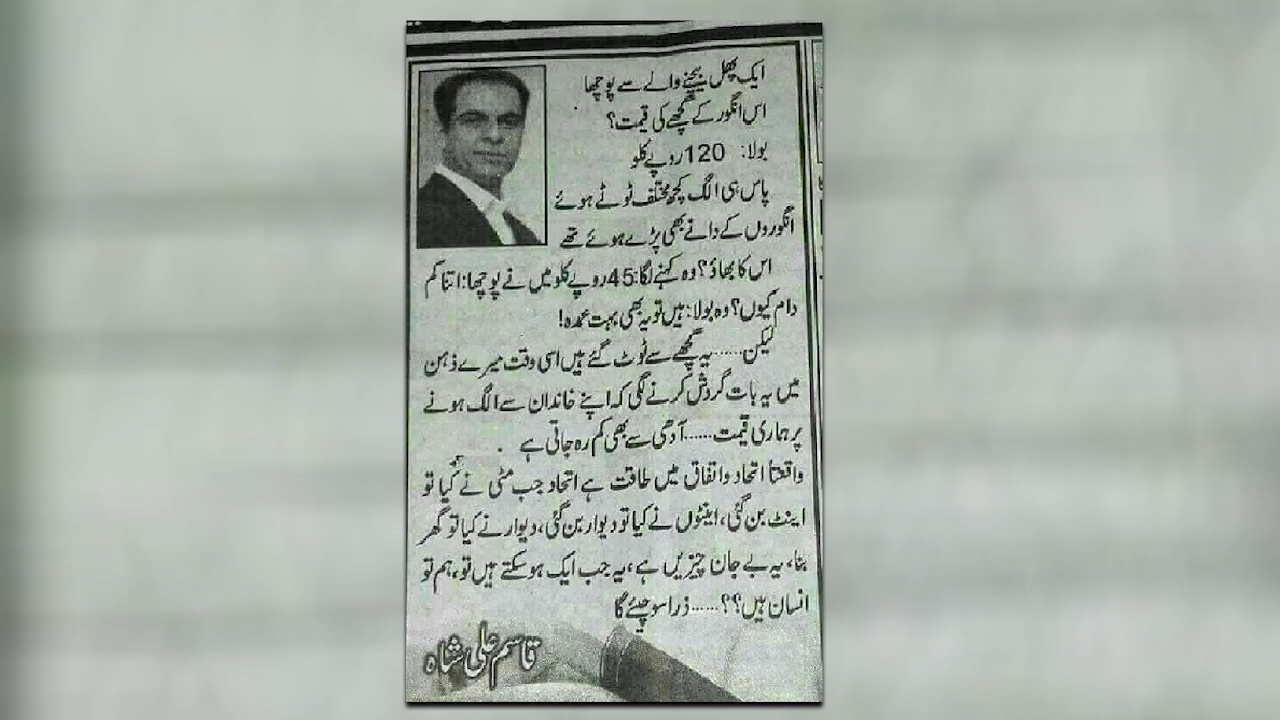 ایک پھل بیچنے والے سے پوچھا
اس انگور کے گچھے کی قیمت؟
بولا: 120 روپے کلو
پاس ہی الگ کچھ مختلف ٹوٹے ہوئے
انگوروں کے دانے بھی پڑے ہوئے تھے
اس کا بھاؤ؟ وہ کہنے لگا: 45 روپے کلو میں نے پوچھا: اتنا کم
دام کیوں؟ وہ بولا: ہیں تو یہ بھی بہت عمدہ!
لیکن......یہ گچھے سے ٹوٹ گئے ہیں اسی وقت میرے ذہن
میں یہ بات گردش کرنے لگی کہ اپنے خاندان سے الگ ہونے
پر ہماری قیمت......آدھی سے بھی کم رہ جاتی ہے .
واقعتاً اتحاد واتفاق میں طاقت ہے اتحاد جب مٹی نے کیا تو
اینٹ بن گئی، اینٹوں نے کیا تو دیوار بن گئی، دیوار نے کیا تو گھر
بنا، یہ بے جان چیزیں ہے، یہ جب ایک ہوسکتے ہیں تو، ہم تو
انسان ہیں؟؟......ذرا سوچیئے گا
قاسم علی شاہ